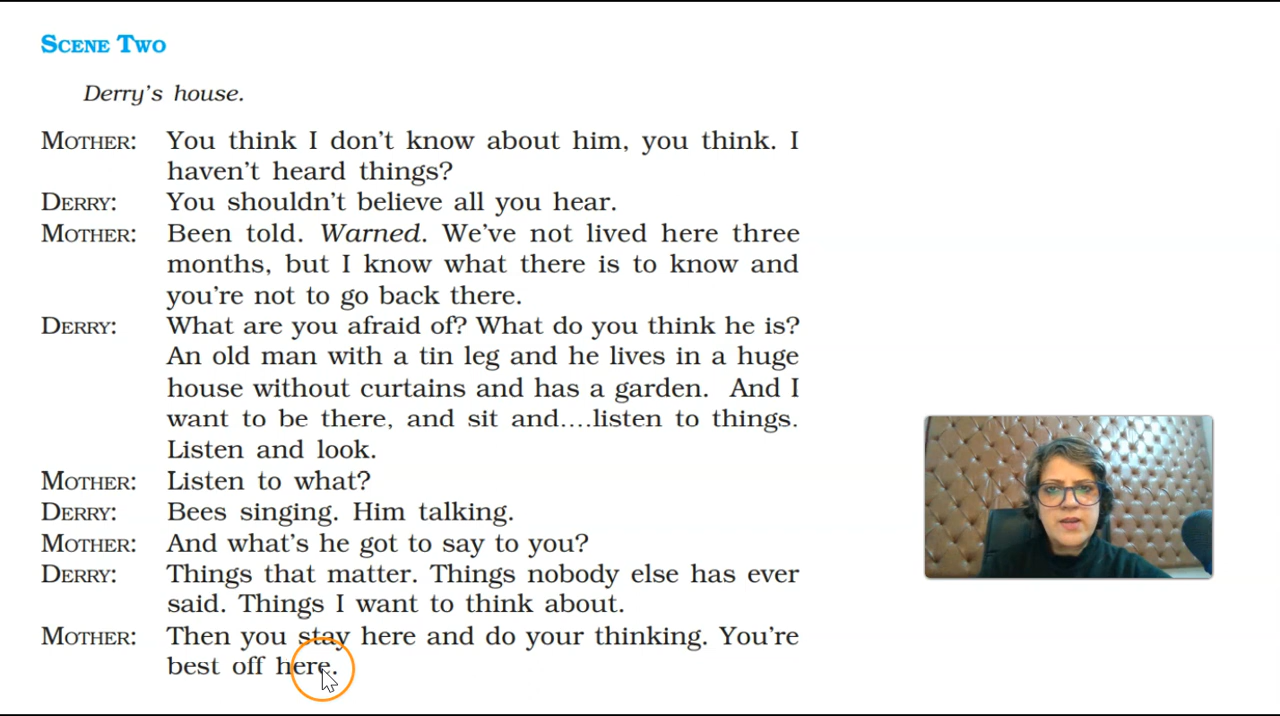 SCENE TWO
Derry's house.
MOTHER: You think I don't know about him, you think. I
haven't heard things?
DERRY: You shouldn't believe all you hear.
MOTHER: Been told. Warned. We've not lived here three
months, but I know what there is to know and
you're not to go back there.
DERRY: What are you afraid of? What do you think he is?
An old man with a tin leg and he lives in a huge
house without curtains and has a garden. And I
want to be there, and sit and....listen to things.
Listen and look.
MOTHER: Listen to what?
DERRY: Bees singing. Him talking.
MOTHER: And what's he got to say to you?
DERRY: Things that matter. Things nobody else has ever
said. Things I want to think about.
MOTHER: Then you stay here and do your thinking. You're
best off here.